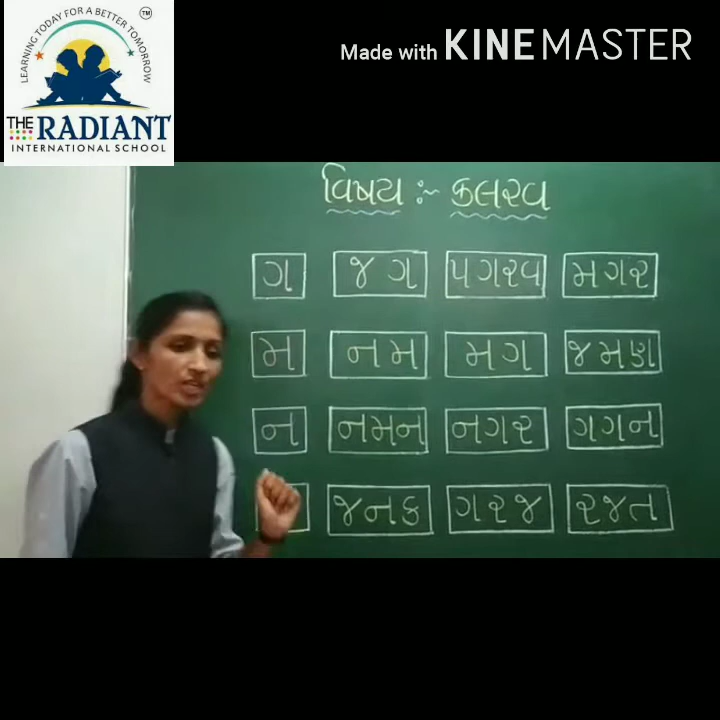 LEARNING TODAY FOR A BETTER TOMORROW
TM
THE RADIANT
INTERNATIONAL SCHOOL
Made with KINEMASTER
વિષય :- કલરવ
ગ જગ પગરવ મગર
મ નમ મગ જમણ
ન નમન નગર ગગન
જનક ગરજ રજત